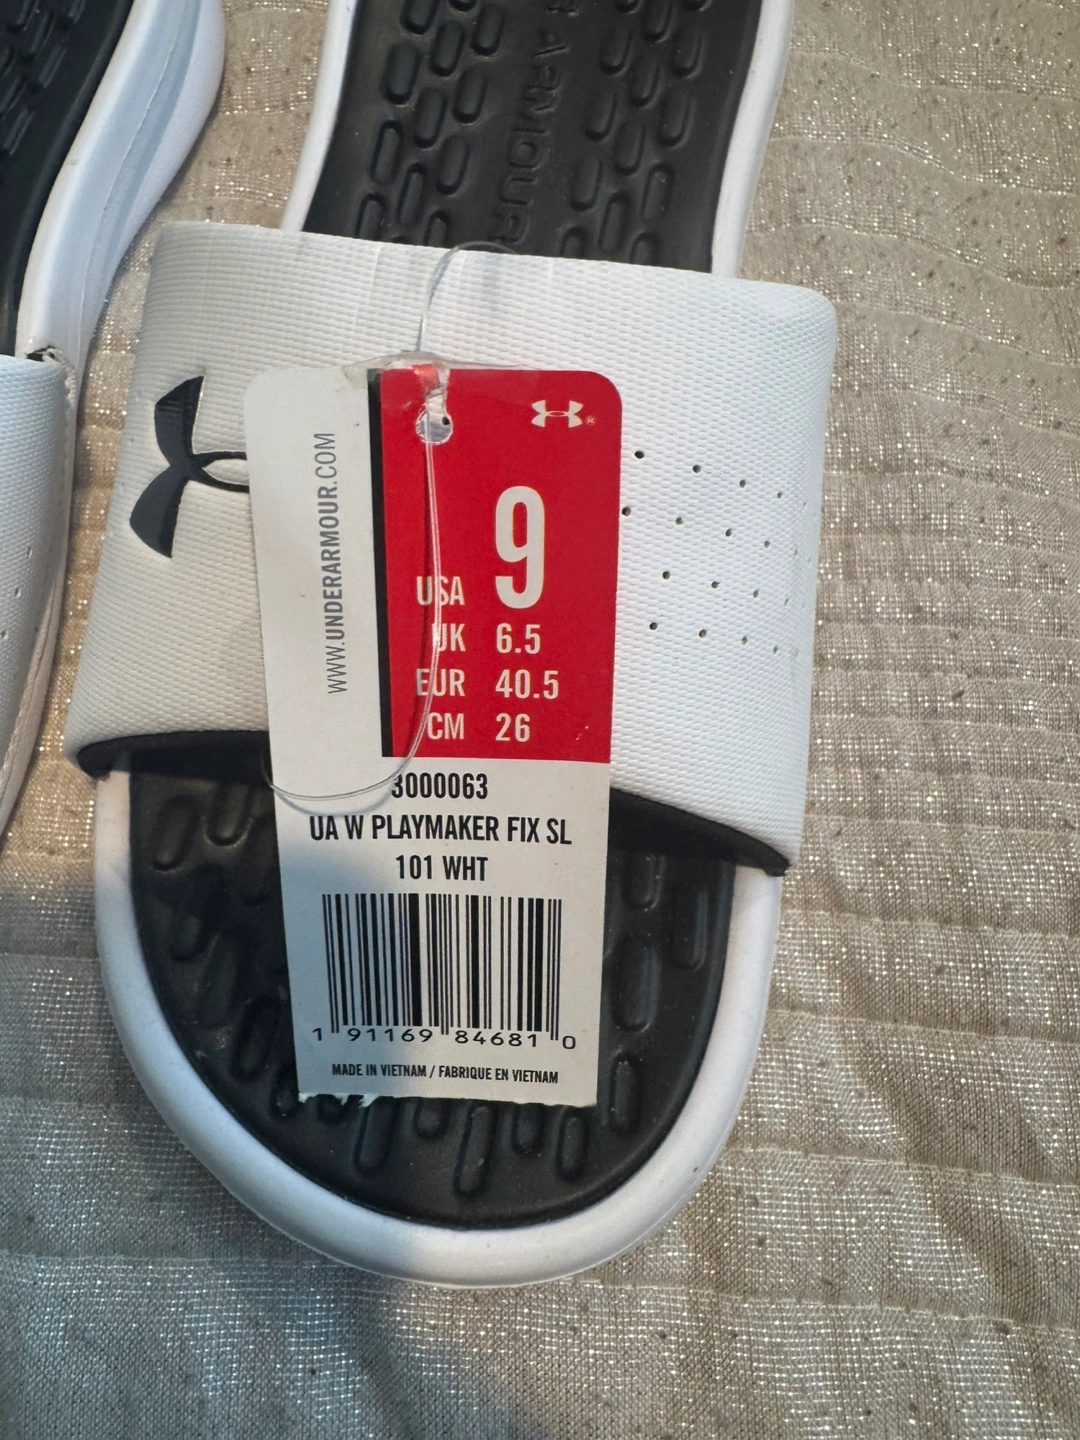 R ARMOUR
WWW.UNDERARMOUR.COM
9
USA
UK 6.5
EUR 40.5
CM 26
3000063
UA W PLAYMAKER FIX SL
101 WHT
1 91169 84681 0
MADE IN VIETNAM / FABRIQUE EN VIETNAM